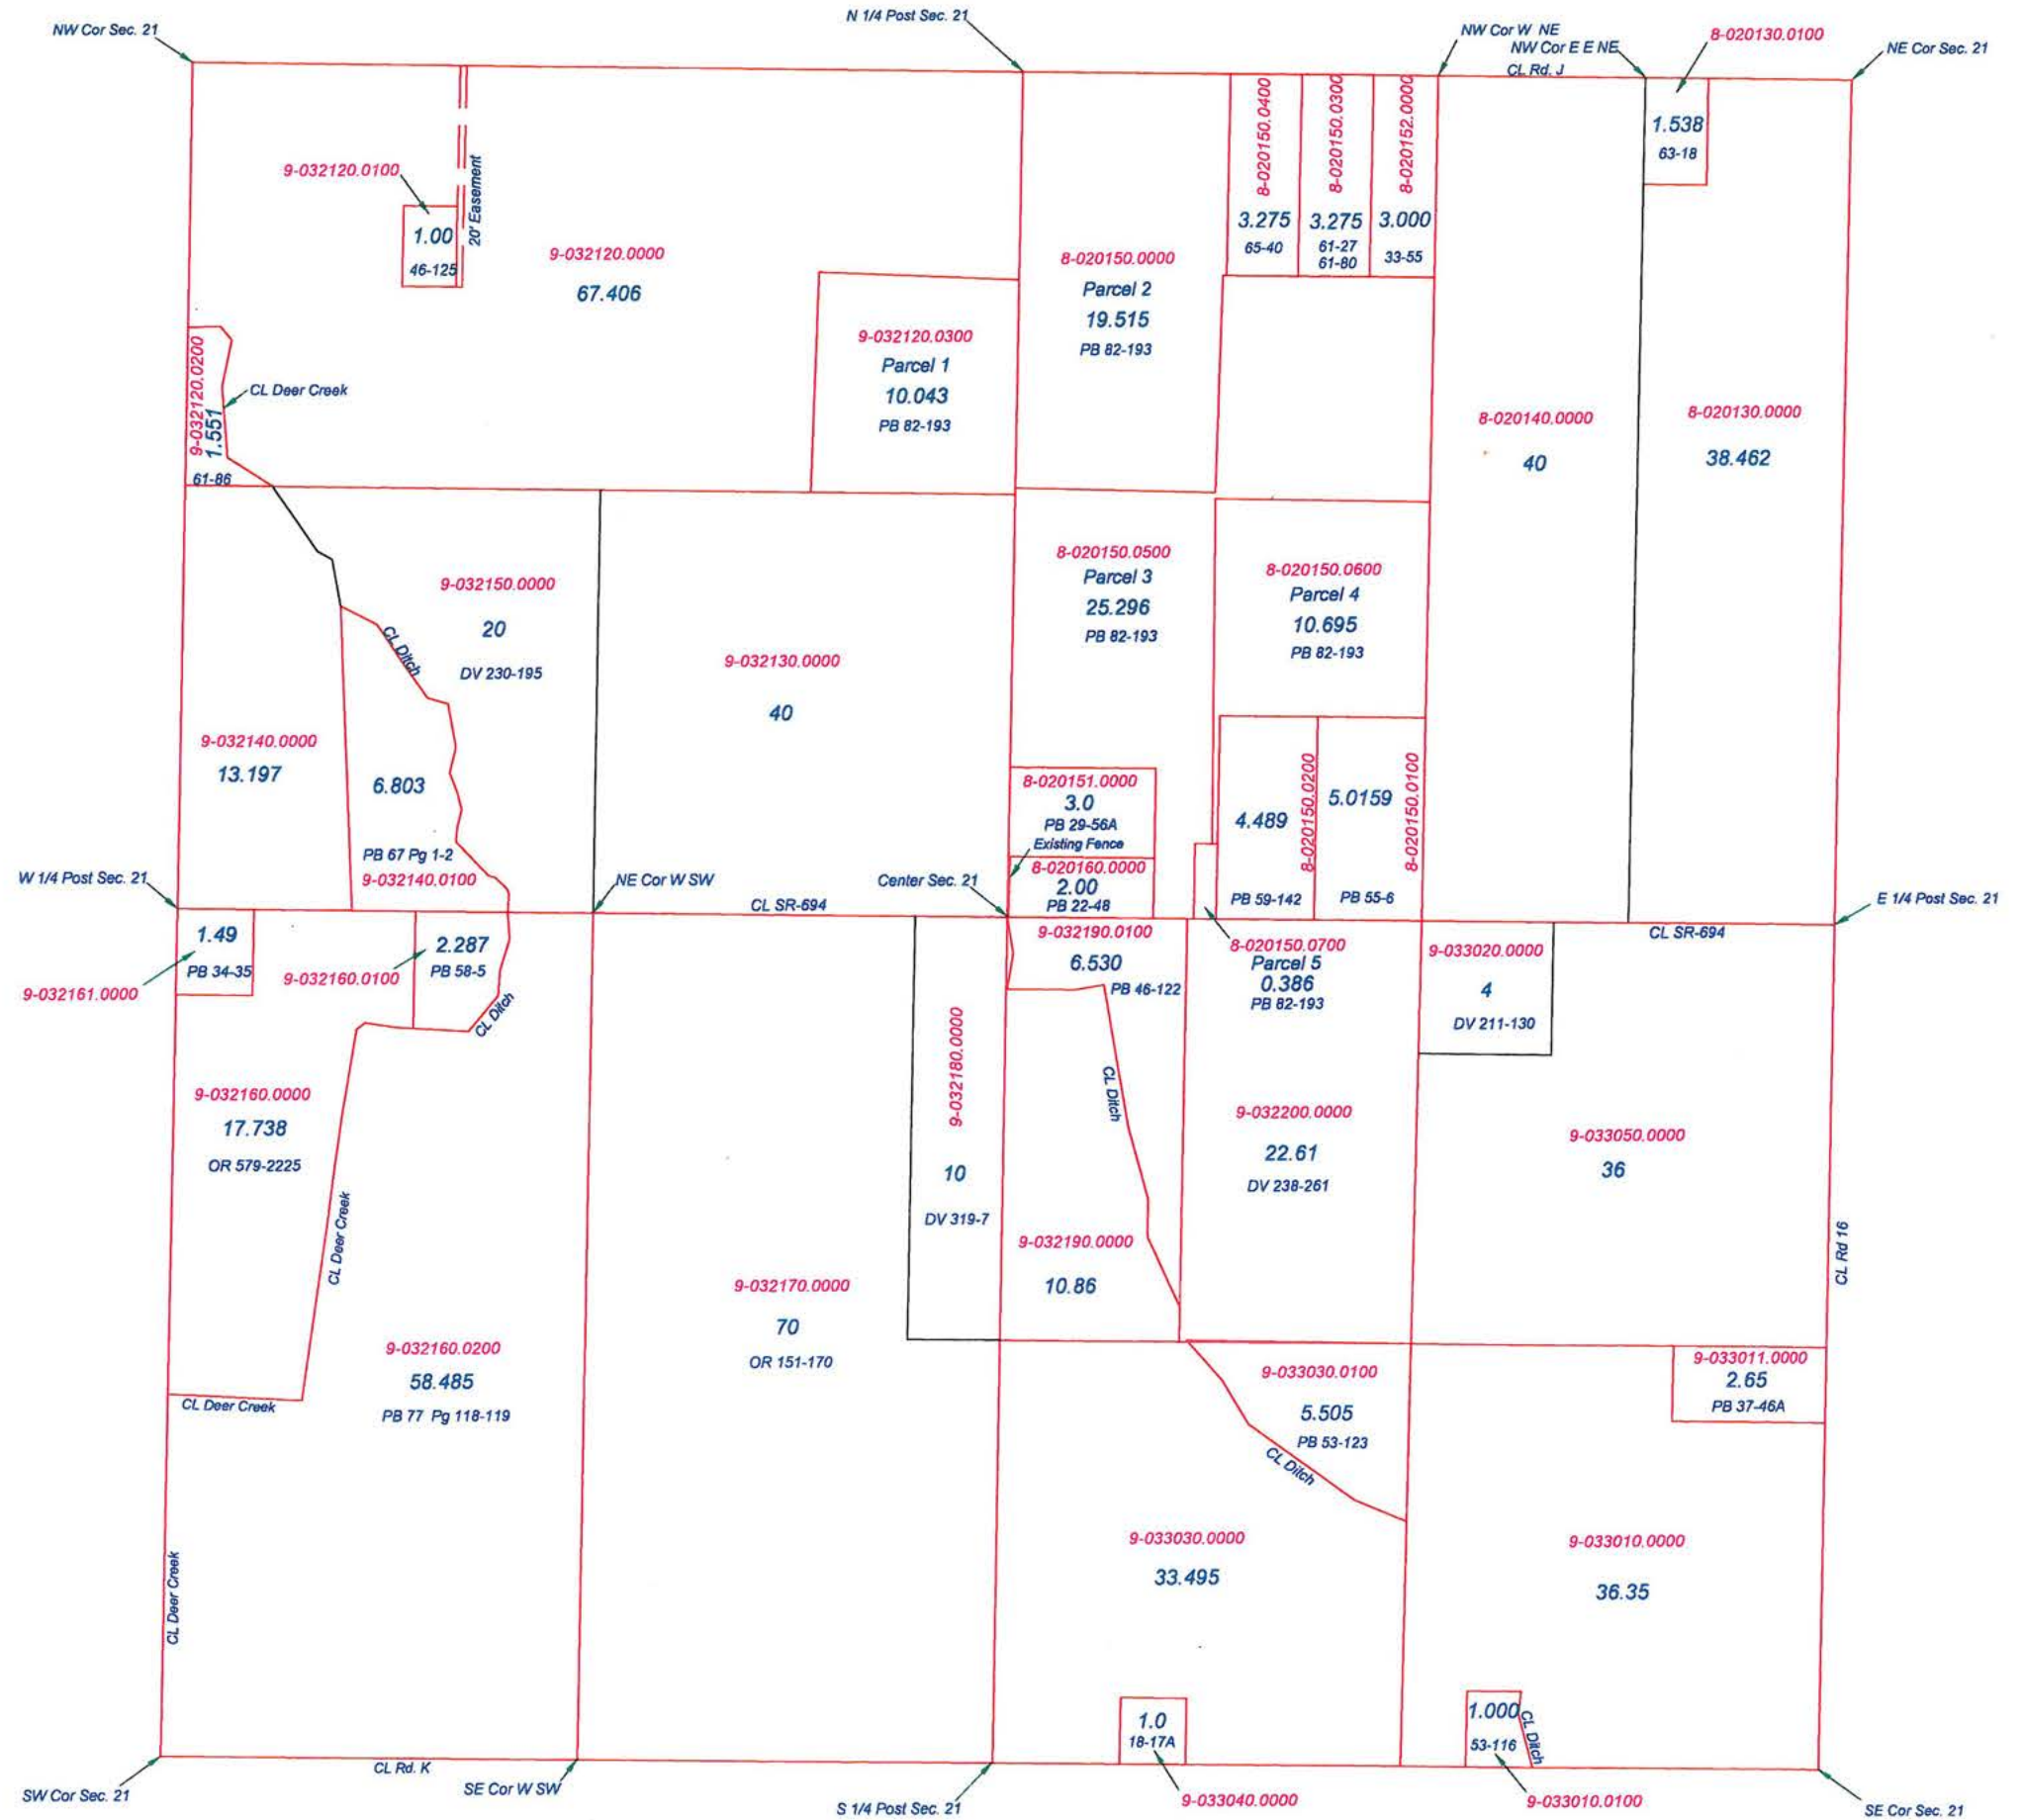 NW Cor Sec. 21
N 1/4 Post Sec. 21
NW Cor W NE
NW Cor E E NE
CL Rd. J
8-020130.0100
NE Cor Sec. 21
1.538
63-18
9-032120.0100
1.00
46-125
20' Easement
9-032120.0000
67.406
9-032120.0300
Parcel 1
10.043
PB 82-193
9-032120.0200
1.551
61-86
CL Deer Creek
8-020150.0000
Parcel 2
19.515
PB 82-193
8-020150.0400
3.275
65-40
8-020150.0300
3.275
61-27
61-80
8-020152.0000
3.000
33-55
8-020140.0000
40
8-020130.0000
38.462
9-032150.0000
20
DV 230-195
CL Ditch
9-032130.0000
40
9-032140.0000
13.197
6.803
PB 67 Pg 1-2
9-032140.0100
8-020150.0500
Parcel 3
25.296
PB 82-193
8-020150.0600
Parcel 4
10.695
PB 82-193
8-020151.0000
3.0
PB 29-56A
Existing Fence
8-020160.0000
2.00
PB 22-48
4.489
8-020150.0200
PB 59-142
5.0159
8-020150.0100
PB 55-6
W 1/4 Post Sec. 21
NE Cor W SW
CL SR-694
Center Sec. 21
E 1/4 Post Sec. 21
CL SR-694
1.49
PB 34-35
9-032161.0000
9-032160.0100
2.287
PB 58-5
CL Ditch
9-032160.0000
17.738
OR 579-2225
CL Deer Creek
CL Deer Creek
CL Deer Creek
9-032160.0200
58.485
PB 77 Pg 118-119
9-032170.0000
70
OR 151-170
9-032180.0000
10
DV 319-7
9-032190.0100
6.530
PB 46-122
CL Ditch
9-032190.0000
10.86
8-020150.0700
Parcel 5
0.386
PB 82-193
9-032200.0000
22.61
DV 238-261
9-033020.0000
4
DV 211-130
9-033050.0000
36
CL Rd 16
9-033030.0100
5.505
PB 53-123
CL Ditch
9-033011.0000
2.65
PB 37-46A
9-033030.0000
33.495
9-033010.0000
36.35
1.0
18-17A
9-033040.0000
1.000
53-116
CL Ditch
9-033010.0100
SW Cor Sec. 21
CL Rd. K
SE Cor W SW
S 1/4 Post Sec. 21
SE Cor Sec. 21